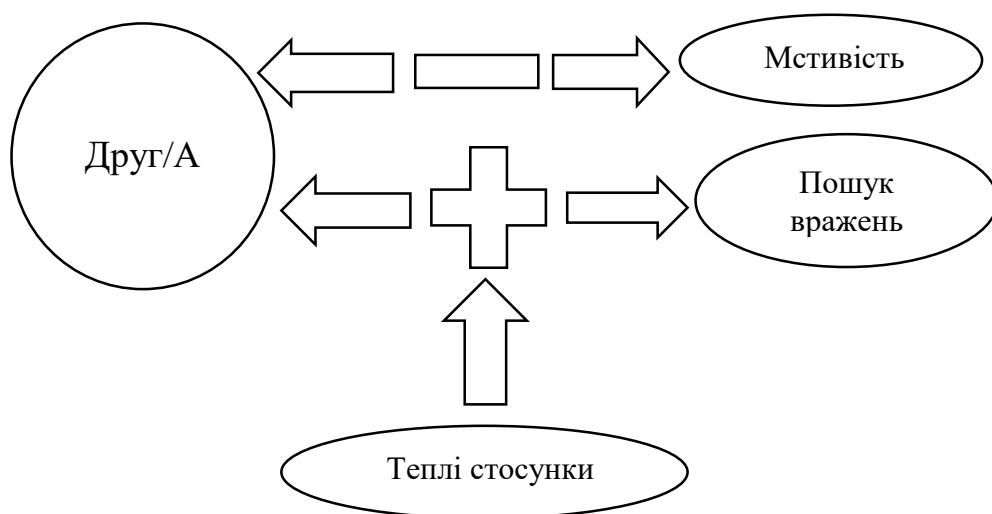 Мстивість
Друг/А
Пошук
вражень
Теплі стосунки